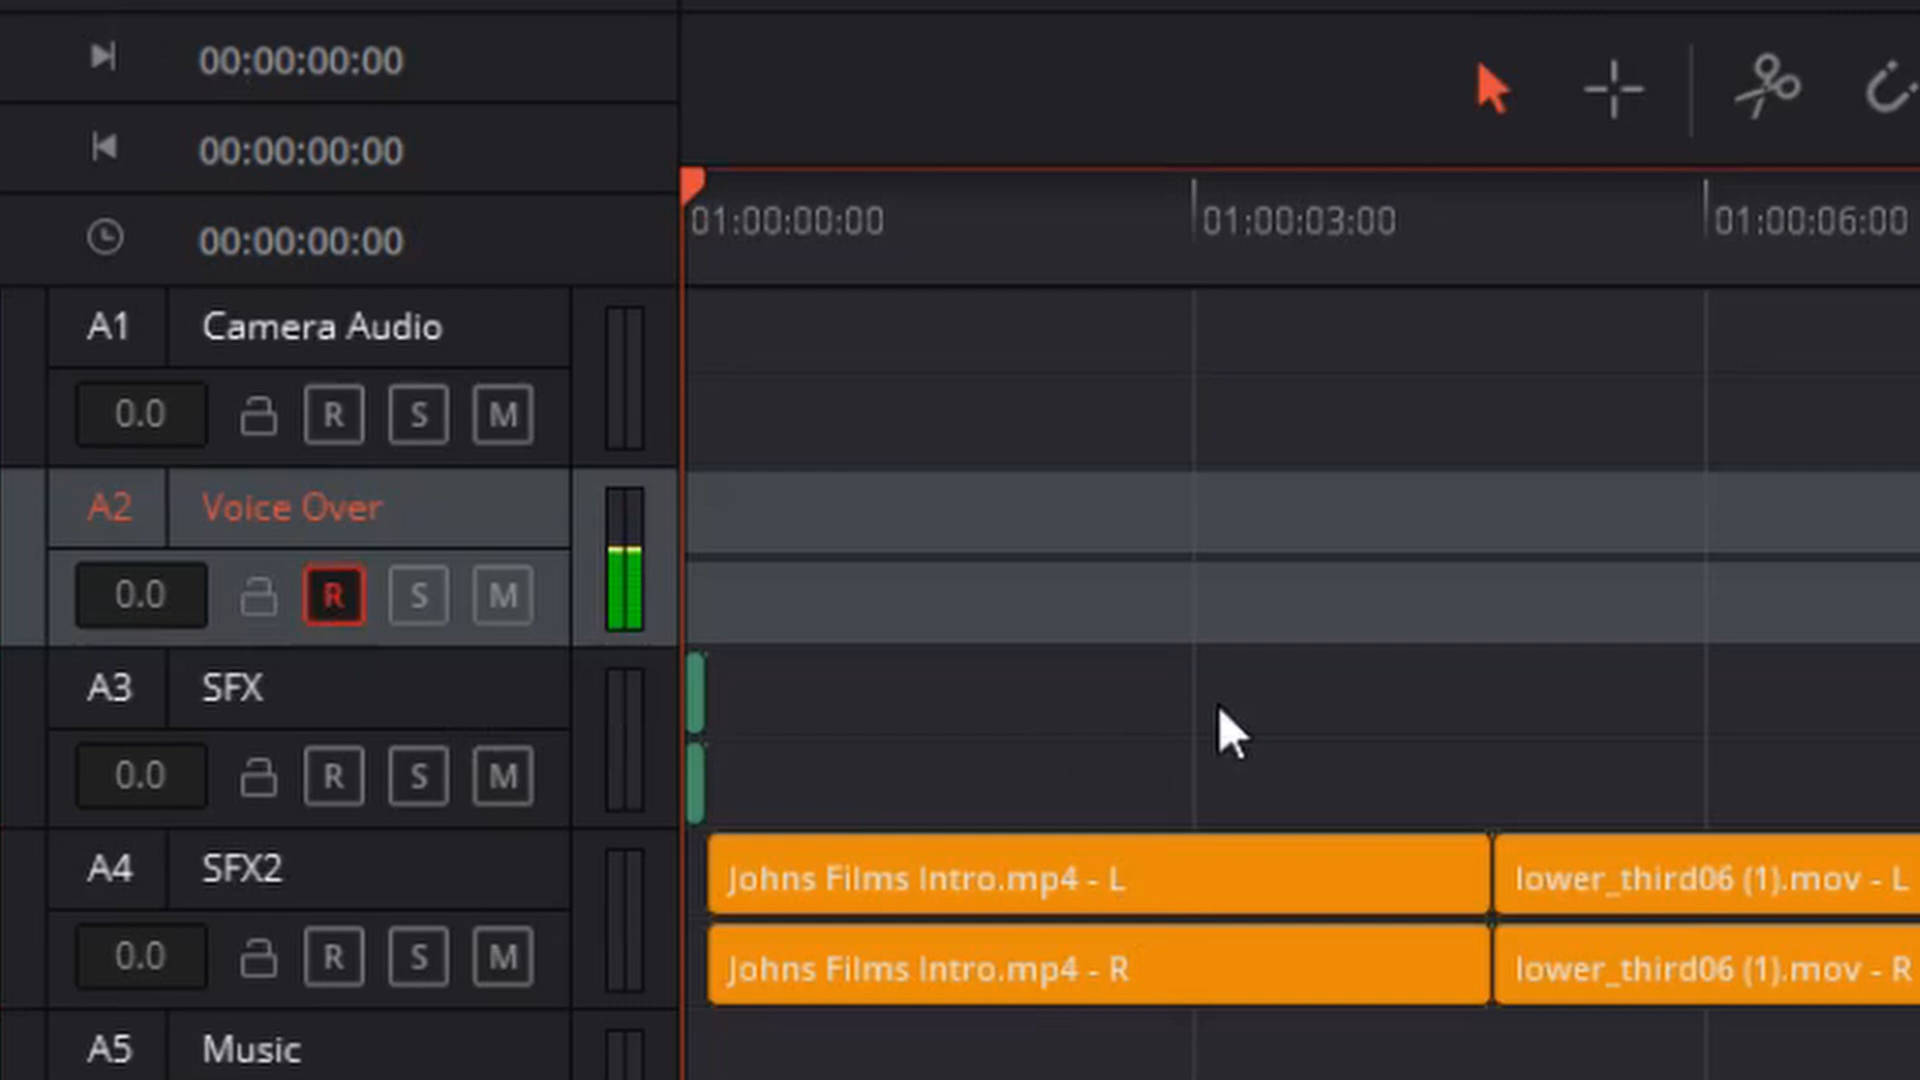 00:00:00:00
00:00:00:00
00:00:00:00
01:00:00:00 01:00:03:00 01:00:06:00
A1 Camera Audio
0.0 R S M
A2 Voice Over
0.0 R S M
A3 SFX
0.0 R S M
A4 SFX2
Johns Films Intro.mp4 - L lower_third06 (1).mov - L
0.0 R S M
Johns Films Intro.mp4 - R lower_third06 (1).mov - R
A5 Music